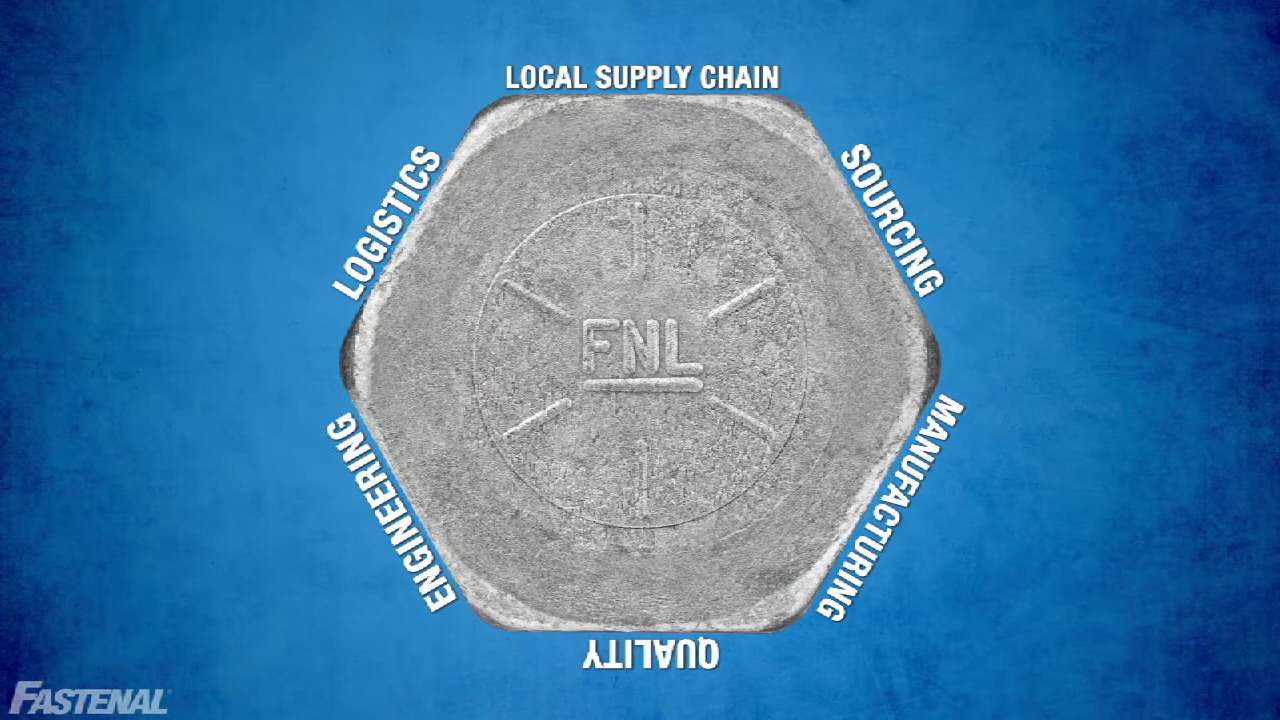 LOCAL SUPPLY CHAIN
SOURCING
MANUFACTURING
QUALITY
ENGINEERING
LOGISTICS
J
FNL
FASTENAL